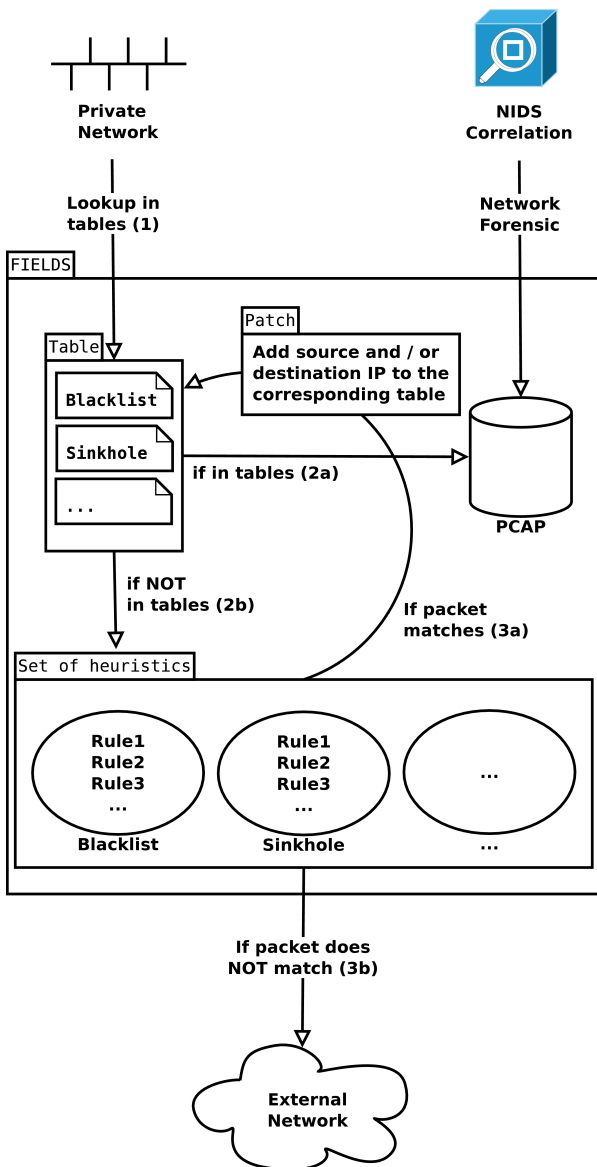 Private
Network
NIDS
Correlation
Lookup in
tables (1)
Network
Forensic
FIELDS
Patch
Add source and / or
destination IP to the
corresponding table
Table
Blacklist
Sinkhole
...
if in tables (2a)
PCAP
if NOT
in tables (2b)
If packet
matches (3a)
Set of heuristics
Rule1
Rule2
Rule3
...
Blacklist
Rule1
Rule2
Rule3
...
Sinkhole
...
...
If packet does
NOT match (3b)
External
Network